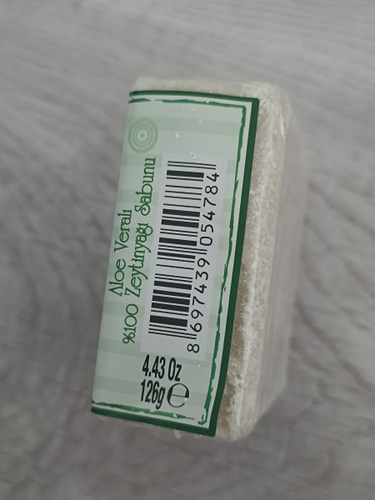 Aloe Veralı
%100 Zeytinyağı Sabunu
8 697439 054784
4.43 Oz
126g ℮